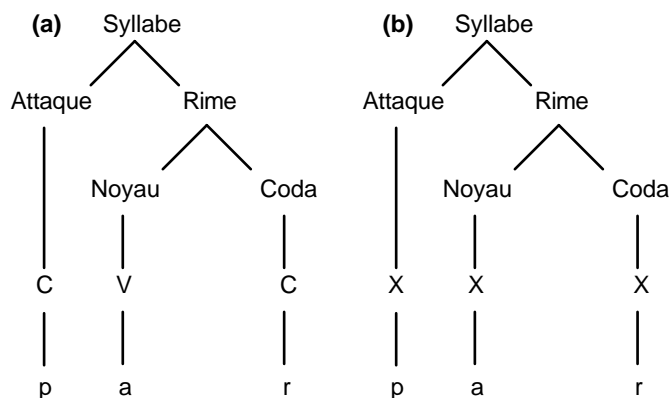 (a) Syllabe (b) Syllabe
Attaque Rime Attaque Rime
Noyau Coda Noyau Coda
C V C X X X
p a r p a r